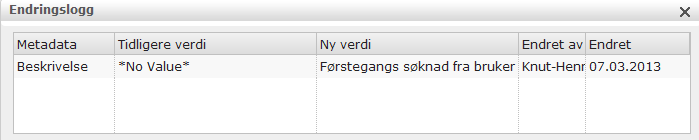 Endringslogg
Metadata Tidligere verdi Ny verdi Endret av Endret
Beskrivelse *No Value* Førstegangs søknad fra bruker Knut-Henr 07.03.2013